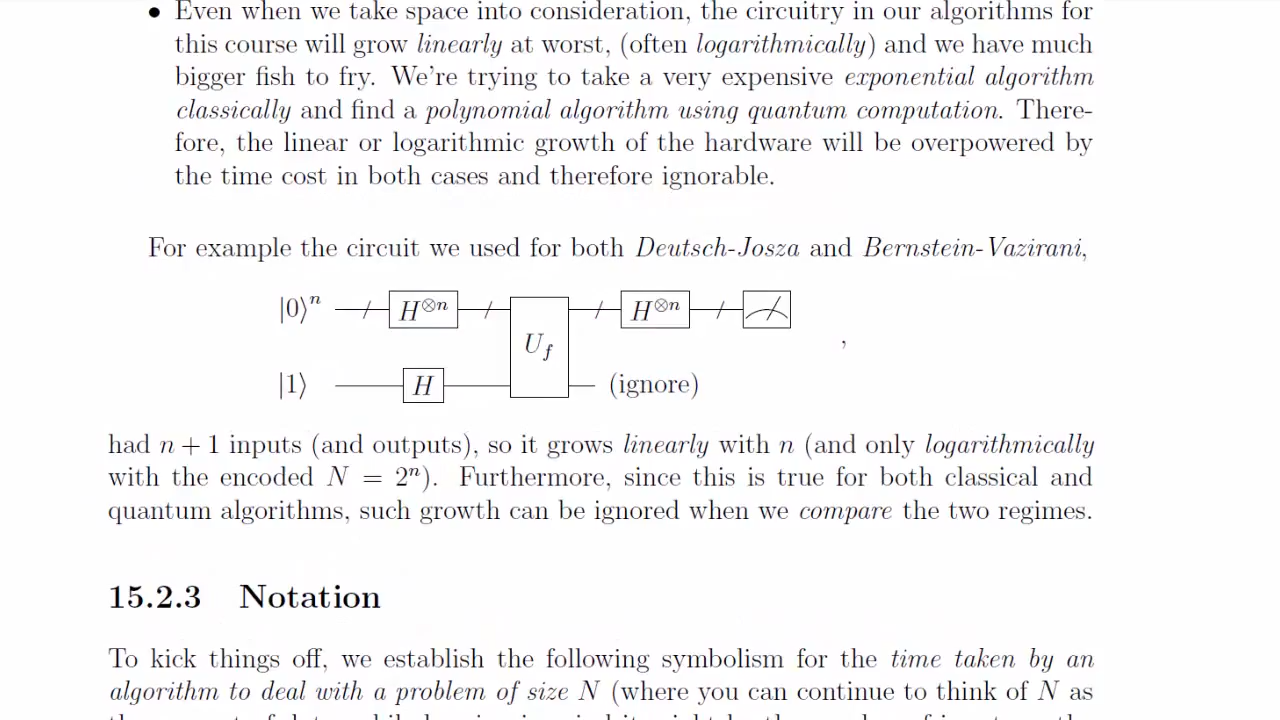 • Even when we take space into consideration, the circuitry in our algorithms for
this course will grow linearly at worst, (often logarithmically) and we have much
bigger fish to fry. We're trying to take a very expensive exponential algorithm
classically and find a polynomial algorithm using quantum computation. There-
fore, the linear or logarithmic growth of the hardware will be overpowered by
the time cost in both cases and therefore ignorable.
For example the circuit we used for both Deutsch-Josza and Bernstein-Vazirani,
|0⟩ⁿ H⊗ⁿ H⊗ⁿ
U_f ,
|1⟩ H (ignore)
had n + 1 inputs (and outputs), so it grows linearly with n (and only logarithmically
with the encoded N = 2ⁿ). Furthermore, since this is true for both classical and
quantum algorithms, such growth can be ignored when we compare the two regimes.
15.2.3 Notation
To kick things off, we establish the following symbolism for the time taken by an
algorithm to deal with a problem of size N (where you can continue to think of N as